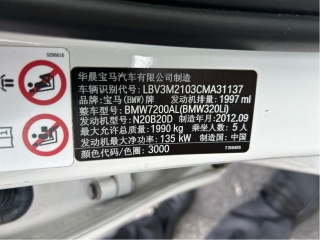 华晨宝马汽车有限公司制造
车辆识别代号：LBV3M2103CMA31137
品牌：宝马(BMW)牌 发动机排量：1997 ml
整车型号：BMW7200AL(BMW320Li)
发动机型号：N20B20D 制造年月：2012.09
最大允许总质量：1990 kg 乘坐人数：5 人
发动机最大净功率：135 kW 制造国：中国
颜色代码：3000